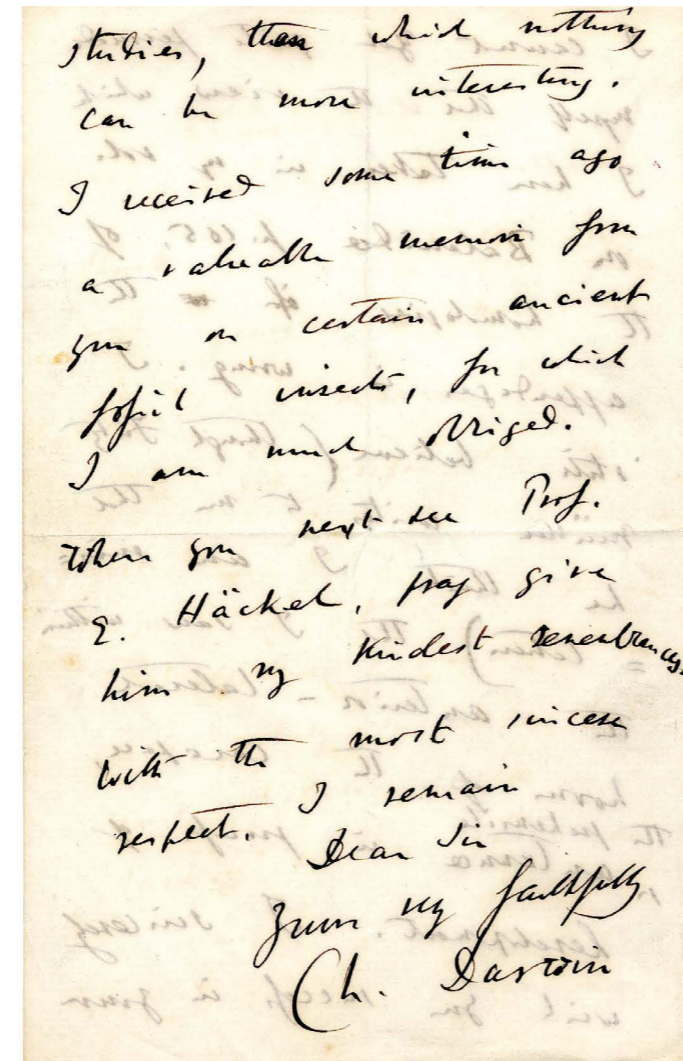 studies, than which nothing
can be more interesting.
I received some time ago
a valuable memoir from
you on certain ancient
fossil insects, for which
I am much obliged.
When you next see Prof.
E. Häckel, pray give
him my kindest remembrances
With the most sincere
respect. I remain
Dear Sir
Yours very faithfully
Ch. Darwin